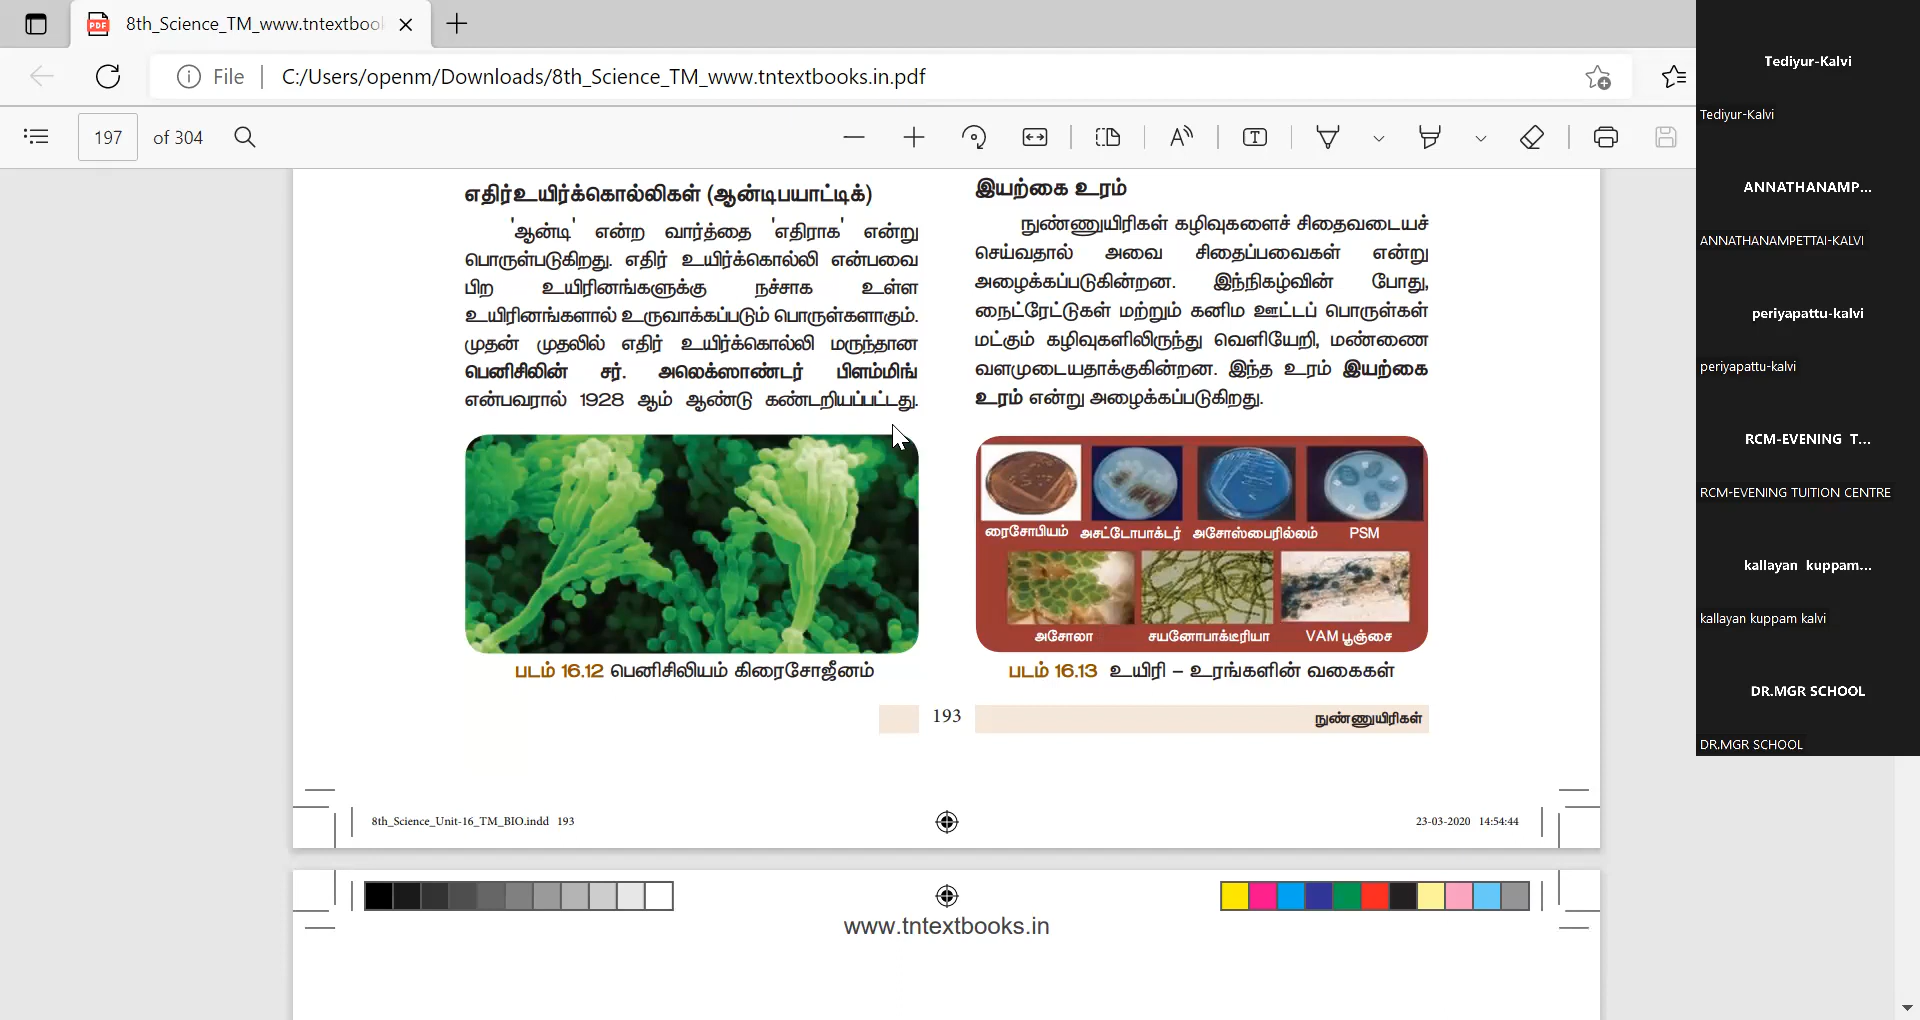 8th_Science_TM_www.tntextboo
File
C:/Users/openm/Downloads/8th_Science_TM_www.tntextbooks.in.pdf
197 of 304
எதிர்உயிர்க்கொல்லிகள் (ஆன்டிபயாட்டிக்)
'ஆன்டி' என்ற வார்த்தை 'எதிராக' என்று
பொருள்படுகிறது. எதிர் உயிர்க்கொல்லி என்பவை
பிற உயிரினங்களுக்கு நச்சாக உள்ள
உயிரினங்களால் உருவாக்கப்படும் பொருள்களாகும்.
முதன் முதலில் எதிர் உயிர்க்கொல்லி மருந்தான
பெனிசிலின் சர். அலெக்ஸாண்டர் பிளம்மிங்
என்பவரால் 1928 ஆம் ஆண்டு கண்டறியப்பட்டது.
படம் 16.12 பெனிசிலியம் கிரைசோஜீனம்
இயற்கை உரம்
நுண்ணுயிரிகள் கழிவுகளைச் சிதைவடையச்
செய்வதால் அவை சிதைப்பவைகள் என்று
அழைக்கப்படுகின்றன. இந்நிகழ்வின் போது,
நைட்ரேட்டுகள் மற்றும் கனிம ஊட்டப் பொருள்கள்
மட்கும் கழிவுகளிலிருந்து வெளியேறி, மண்ணை
வளமுடையதாக்குகின்றன. இந்த உரம் இயற்கை
உரம் என்று அழைக்கப்படுகிறது.
ரைசோபியம் அசட்டோபாக்டர் அசோஸ்பைரில்லம் PSM
அசோலா சயனோபாக்டீரியா VAM பூஞ்சை
படம் 16.13 உயிரி – உரங்களின் வகைகள்
193
நுண்ணுயிரிகள்
8th_Science_Unit-16_TM_BIO.indd 193
23-03-2020 14:54:44
www.tntextbooks.in
Tediyur-Kalvi
Tediyur-Kalvi
ANNATHANAMP...
ANNATHANAMPETTAI-KALVI
periyapattu-kalvi
periyapattu-kalvi
RCM-EVENING T...
RCM-EVENING TUITION CENTRE
kallayan kuppam...
kallayan kuppam kalvi
DR.MGR SCHOOL
DR.MGR SCHOOL